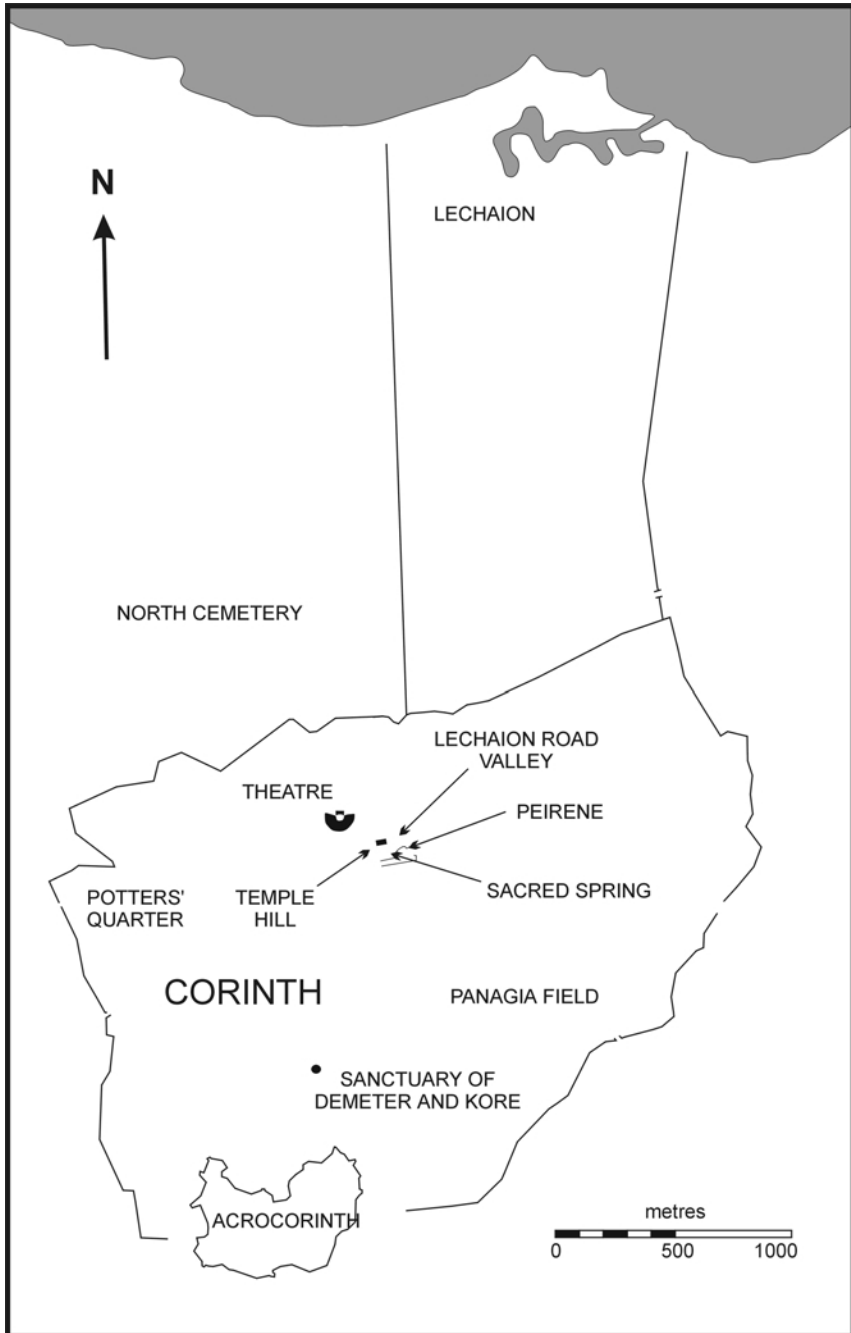 N
LECHAION
NORTH CEMETERY
LECHAION ROAD
VALLEY
THEATRE
PEIRENE
POTTERS'
QUARTER
TEMPLE
HILL
SACRED SPRING
CORINTH
PANAGIA FIELD
SANCTUARY OF
DEMETER AND KORE
ACROCORINTH
metres
0 500 1000